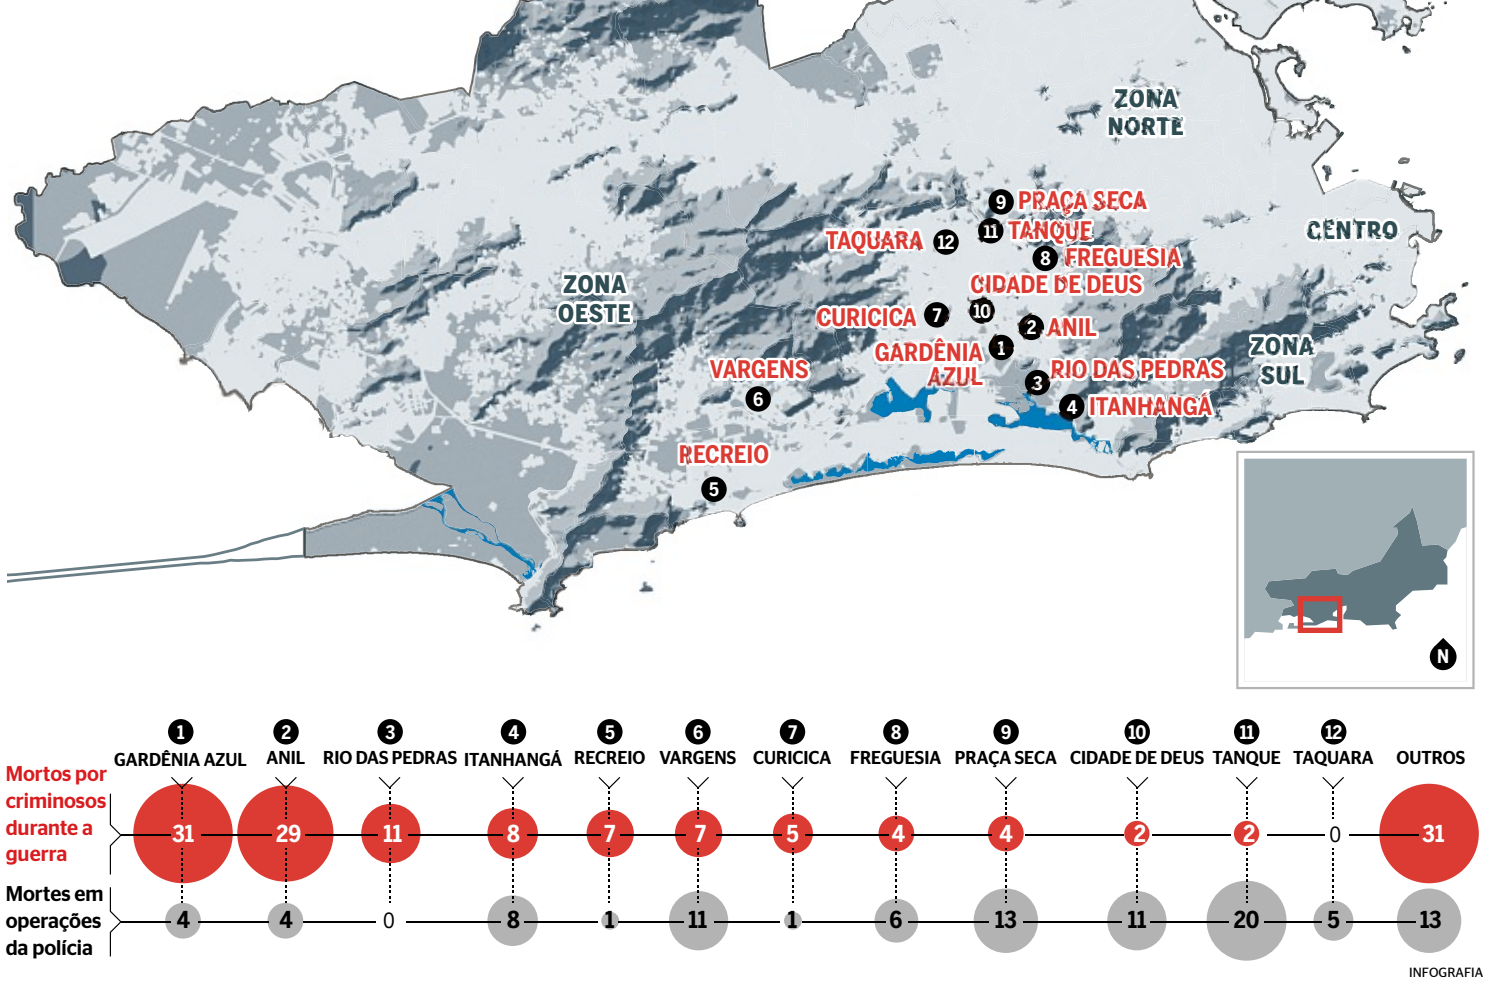 ZONA
NORTE
9 PRAÇA SECA
11 TANQUE
CENTRO
TAQUARA 12
8 FREGUESIA
ZONA
OESTE
CIDADE DE DEUS
10
CURICICA 7
2 ANIL
GARDÊNIA
AZUL
1
ZONA
SUL
VARGENS
6
3 RIO DAS PEDRAS
4 ITANHANGÁ
RECREIO
5
N
1
GARDÊNIA AZUL
2
ANIL
3
RIO DAS PEDRAS
4
ITANHANGÁ
5
RECREIO
6
VARGENS
7
CURICICA
8
FREGUESIA
9
PRAÇA SECA
10
CIDADE DE DEUS
11
TANQUE
12
TAQUARA
OUTROS
Mortos por
criminosos
durante a
guerra
31 29 11 8 7 7 5 4 4 2 2 0 31
Mortes em
operações
da polícia
4 4 0 8 1 11 1 6 13 11 20 5 13
INFOGRAFIA